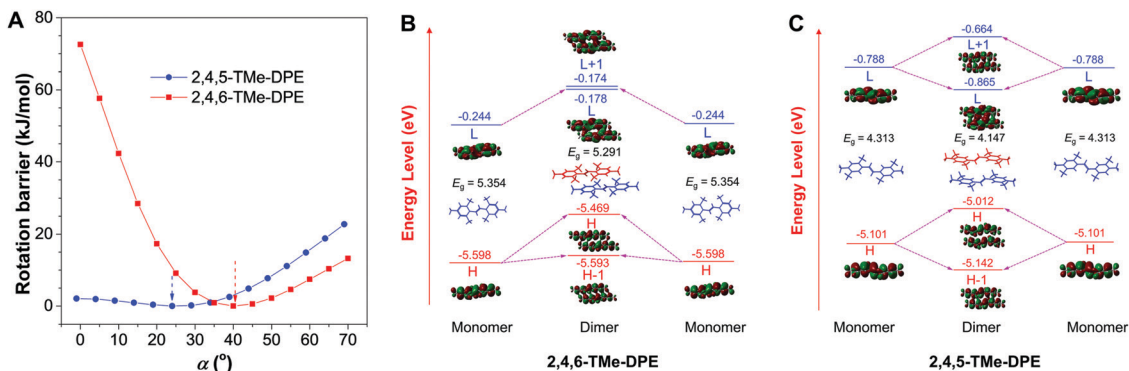 A
80
60
40
20
0
Rotation barrier (kJ/mol)
2,4,5-TMe-DPE
2,4,6-TMe-DPE
0 10 20 30 40 50 60 70
α (°)
B
Energy Level (eV)
L+1
-0.174
-0.178
L
-0.244
L
-0.244
L
Eg = 5.291
Eg = 5.354
Eg = 5.354
-5.469
H
-5.598
H
-5.593
H-1
-5.598
H
Monomer Dimer Monomer
2,4,6-TMe-DPE
C
Energy Level (eV)
-0.664
L+1
-0.788
L
-0.788
L
-0.865
L
Eg = 4.313
Eg = 4.147
Eg = 4.313
-5.012
H
-5.101
H
-5.101
H
-5.142
H-1
Monomer Dimer Monomer
2,4,5-TMe-DPE